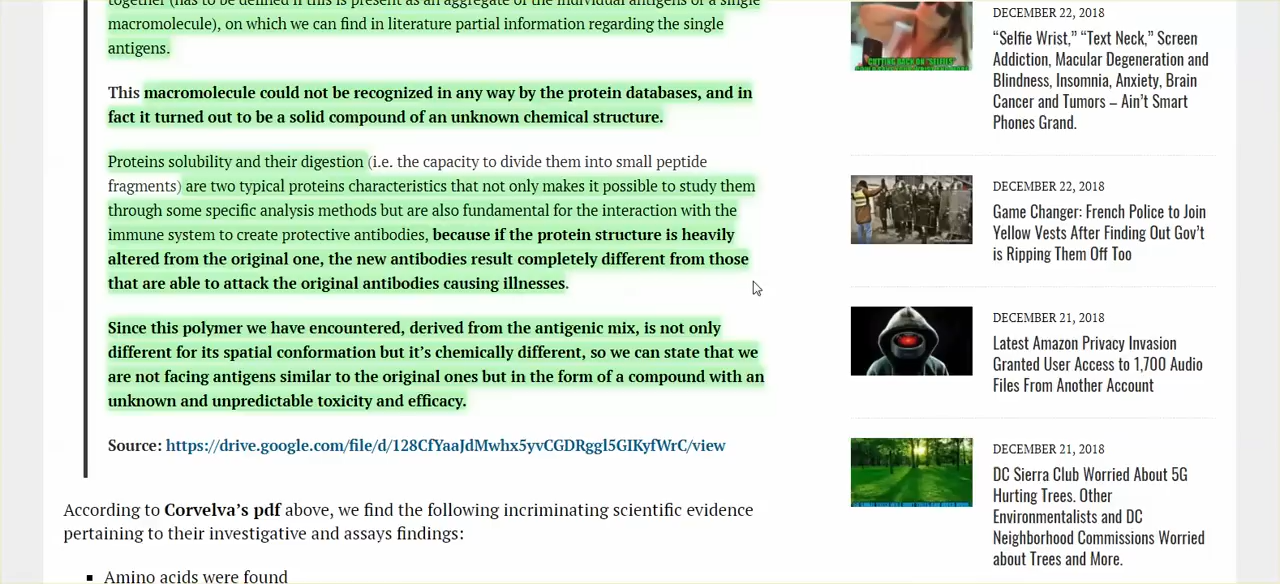 together (has to be defined if this is present as an aggregate of the individual antigens or a single
macromolecule), on which we can find in literature partial information regarding the single
antigens.
This macromolecule could not be recognized in any way by the protein databases, and in
fact it turned out to be a solid compound of an unknown chemical structure.
Proteins solubility and their digestion (i.e. the capacity to divide them into small peptide
fragments) are two typical proteins characteristics that not only makes it possible to study them
through some specific analysis methods but are also fundamental for the interaction with the
immune system to create protective antibodies, because if the protein structure is heavily
altered from the original one, the new antibodies result completely different from those
that are able to attack the original antibodies causing illnesses.
Since this polymer we have encountered, derived from the antigenic mix, is not only
different for its spatial conformation but it's chemically different, so we can state that we
are not facing antigens similar to the original ones but in the form of a compound with an
unknown and unpredictable toxicity and efficacy.
Source: https://drive.google.com/file/d/128CfYaaJdMwhx5yvCGDRggl5GIKyfWrC/view
According to Corvelva's pdf above, we find the following incriminating scientific evidence
pertaining to their investigative and assays findings:
Amino acids were found
DECEMBER 22, 2018
“Selfie Wrist,” “Text Neck,” Screen
Addiction, Macular Degeneration and
Blindness, Insomnia, Anxiety, Brain
Cancer and Tumors – Ain't Smart
Phones Grand.
DECEMBER 22, 2018
Game Changer: French Police to Join
Yellow Vests After Finding Out Gov't
is Ripping Them Off Too
DECEMBER 21, 2018
Latest Amazon Privacy Invasion
Granted User Access to 1,700 Audio
Files From Another Account
DECEMBER 21, 2018
DC Sierra Club Worried About 5G
Hurting Trees. Other
Environmentalists and DC
Neighborhood Commissions Worried
about Trees and More.